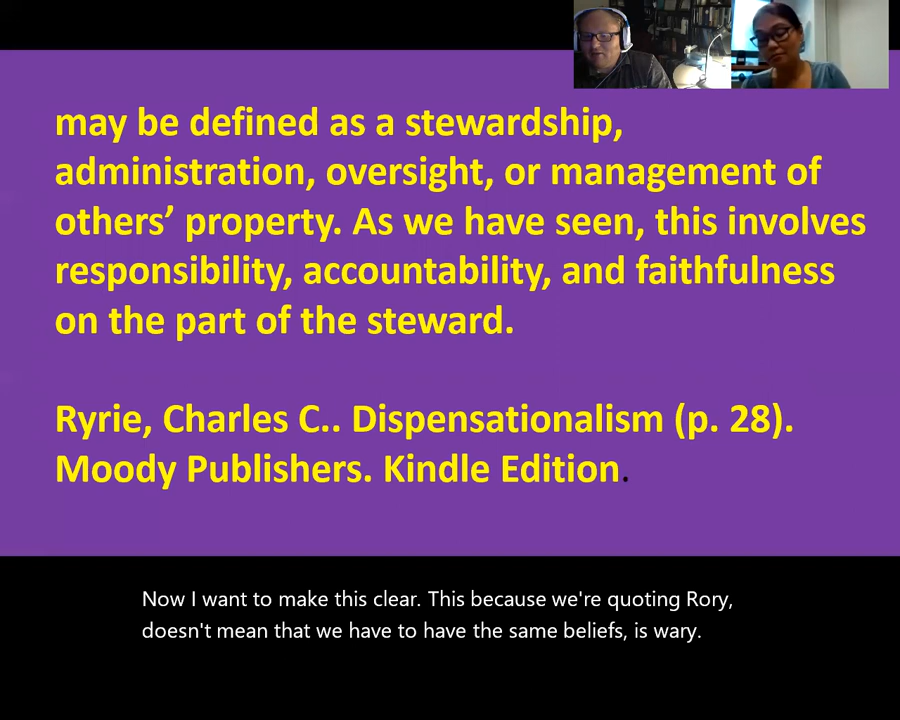 may be defined as a stewardship,
administration, oversight, or management of
others’ property. As we have seen, this involves
responsibility, accountability, and faithfulness
on the part of the steward.
Ryrie, Charles C.. Dispensationalism (p. 28).
Moody Publishers. Kindle Edition.
Now I want to make this clear. This because we're quoting Rory,
doesn't mean that we have to have the same beliefs, is wary.